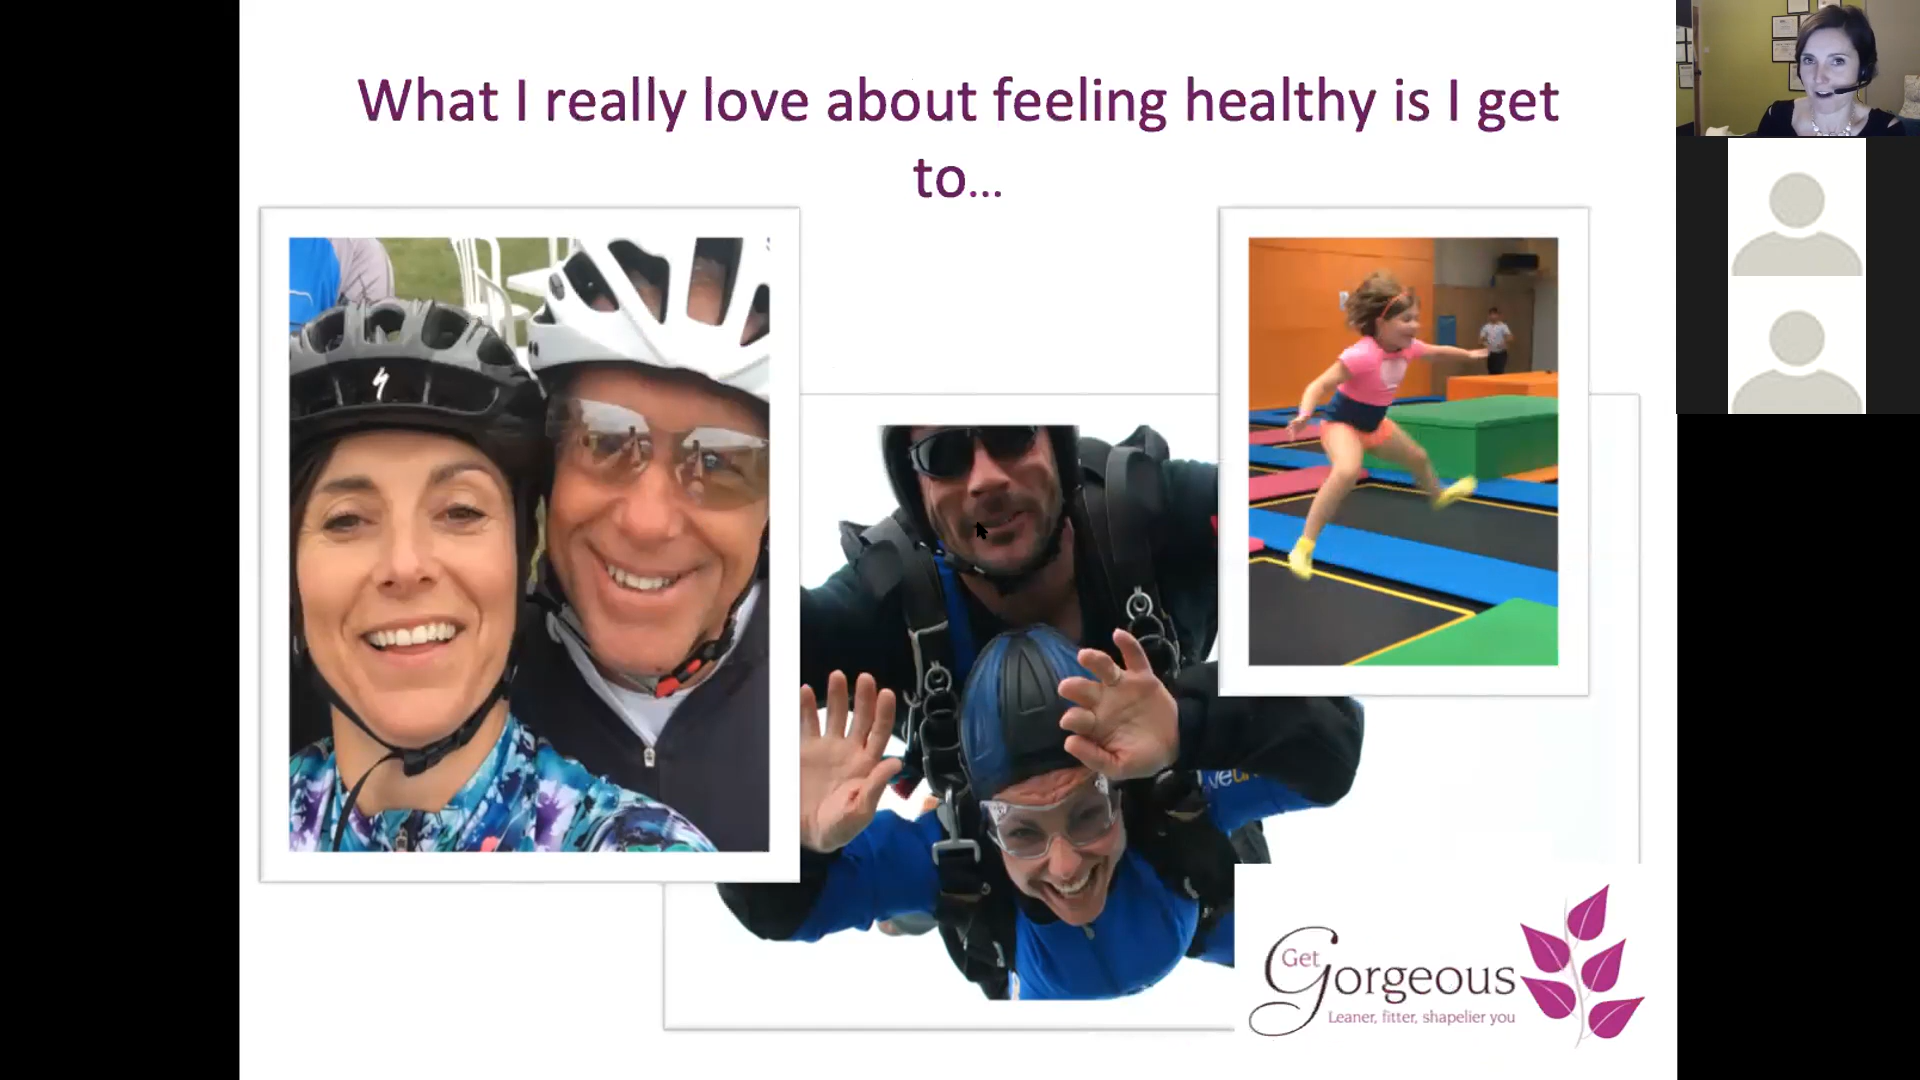 What I really love about feeling healthy is I get
to...
Get
Gorgeous
Leaner, fitter, shapelier you